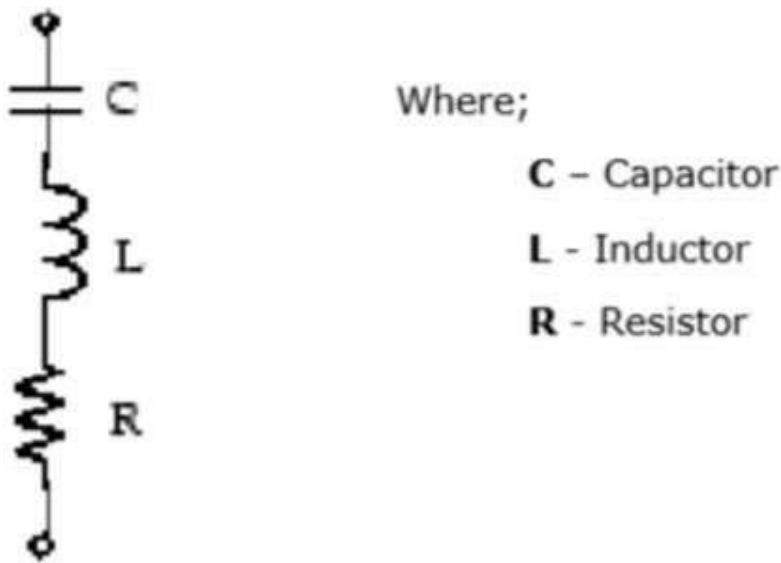 C
L
R
Where;
C – Capacitor
L - Inductor
R - Resistor